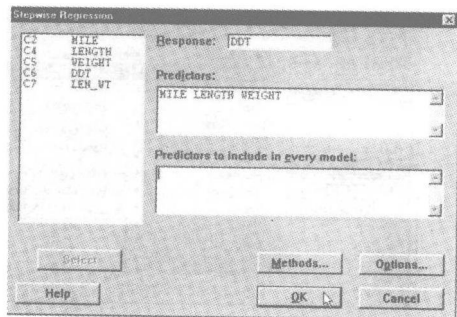 Stepwise Regression
C2 MILE
C4 LENGTH
C5 WEIGHT
C6 DDT
C7 LEN_WT
Response: DDT
Predictors:
MILE LENGTH WEIGHT
Predictors to include in every model:
Select
Methods...
Options...
Help
OK
Cancel